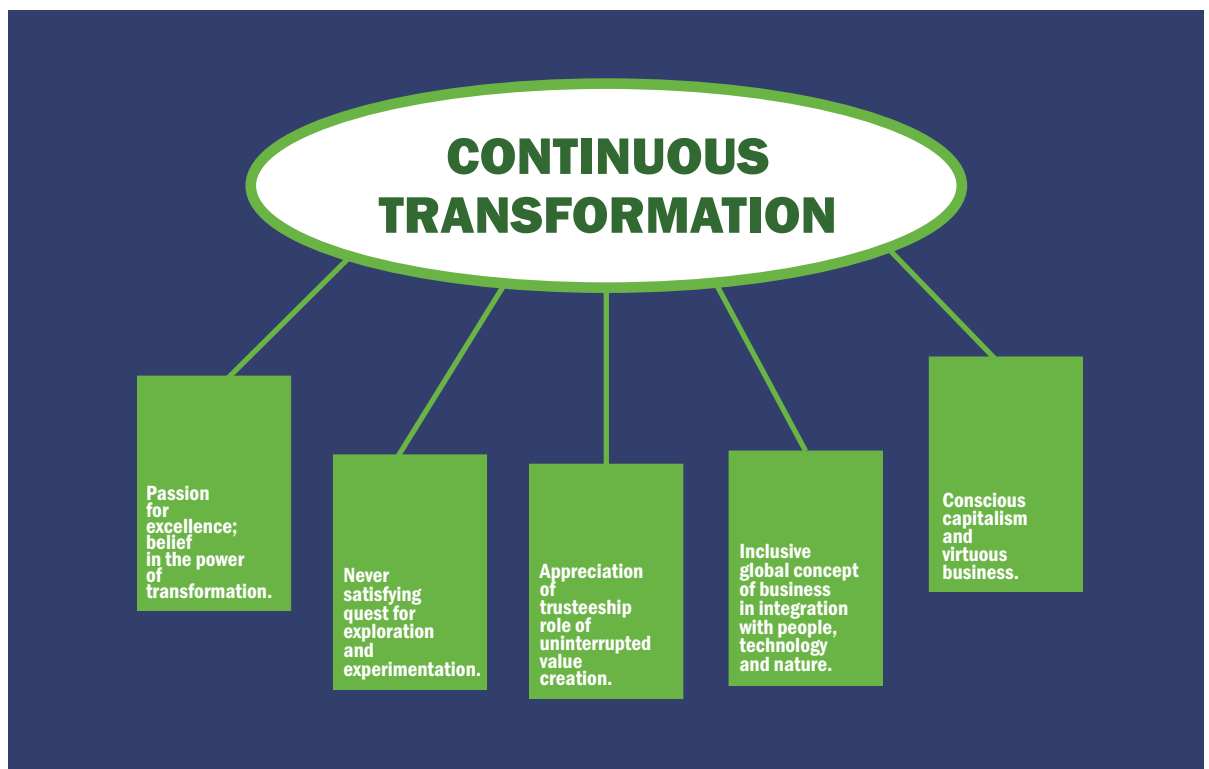 CONTINUOUS
TRANSFORMATION
Passion
for
excellence;
belief
in the power
of
transformation.
Never
satisfying
quest for
exploration
and
experimentation.
Appreciation
of
trusteeship
role of
uninterrupted
value
creation.
Inclusive
global concept
of business
in integration
with people,
technology
and nature.
Conscious
capitalism
and
virtuous
business.